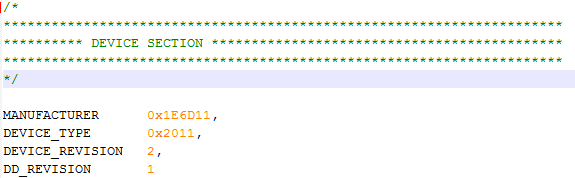 /*
**********************************************************************
********** DEVICE SECTION ********************************************
**********************************************************************
*/
MANUFACTURER 0x1E6D11,
DEVICE_TYPE 0x2011,
DEVICE_REVISION 2,
DD_REVISION 1